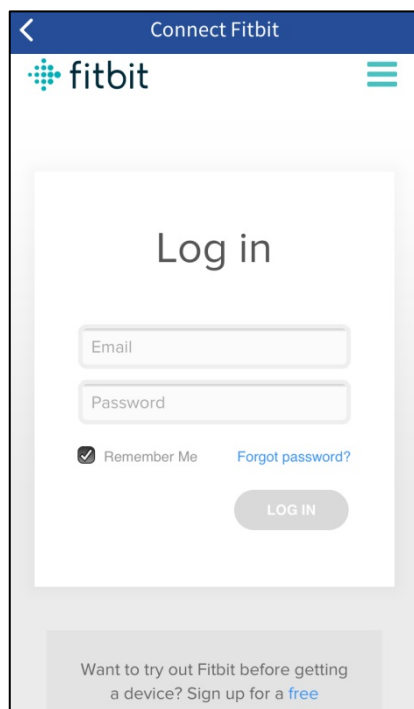 Connect Fitbit
fitbit
Log in
Email
Password
Remember Me Forgot password?
LOG IN
Want to try out Fitbit before getting
a device? Sign up for a free